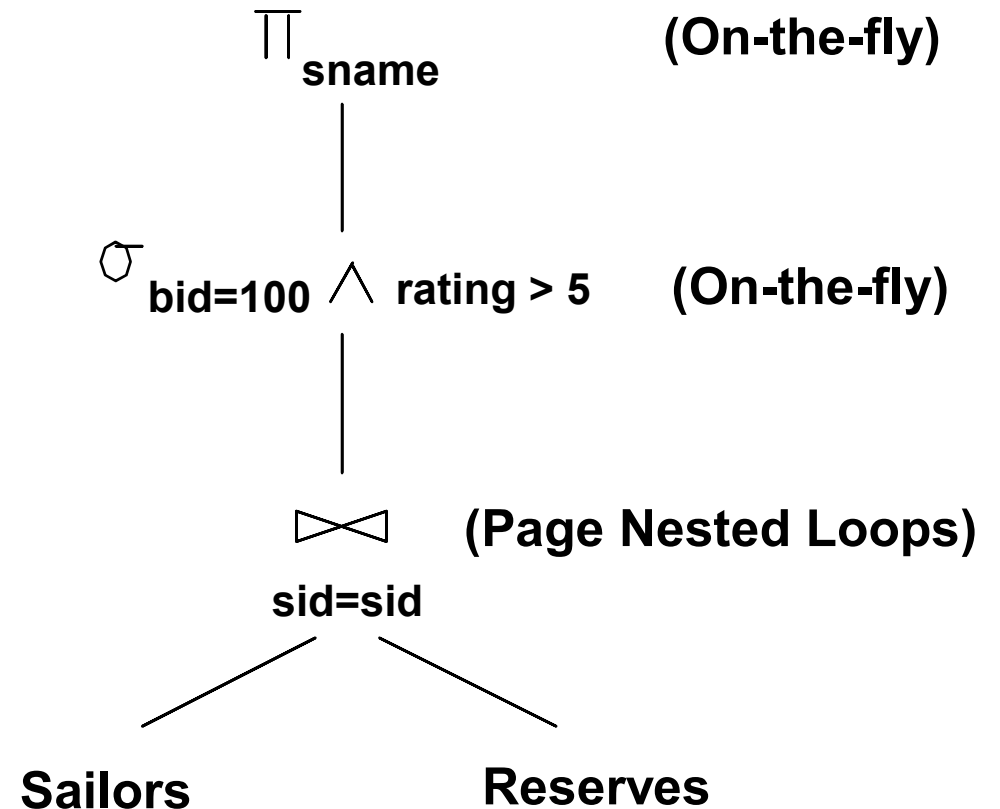 ∏ sname (On-the-fly)
σ bid=100 ∧ rating > 5 (On-the-fly)
⋈ (Page Nested Loops)
sid=sid
Sailors Reserves